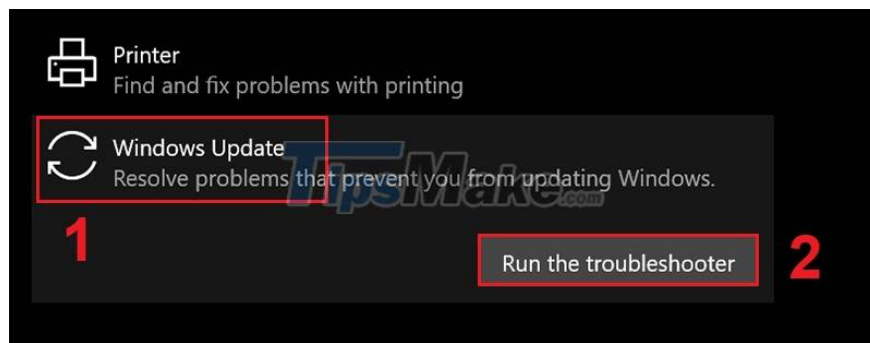 Printer
Find and fix problems with printing
Windows Update
Resolve problems that prevent you from updating Windows.
TipsMake.com
1
Run the troubleshooter
2